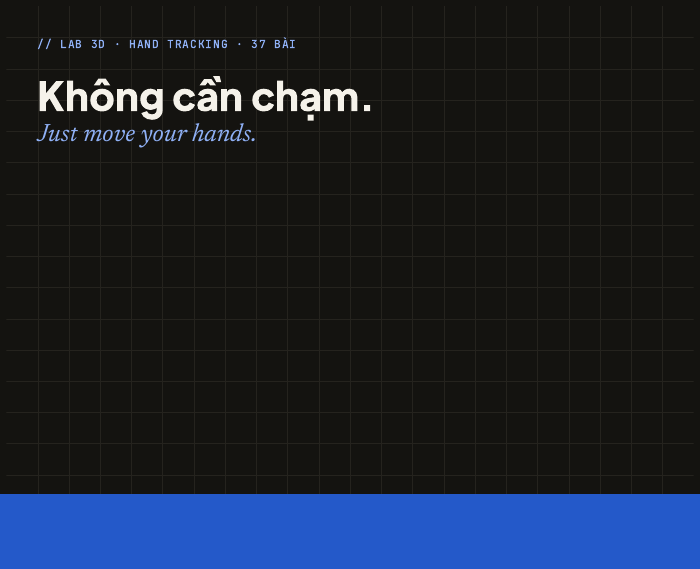 // LAB 3D · HAND TRACKING · 37 BÀI
Không cần chạm.
Just move your hands.